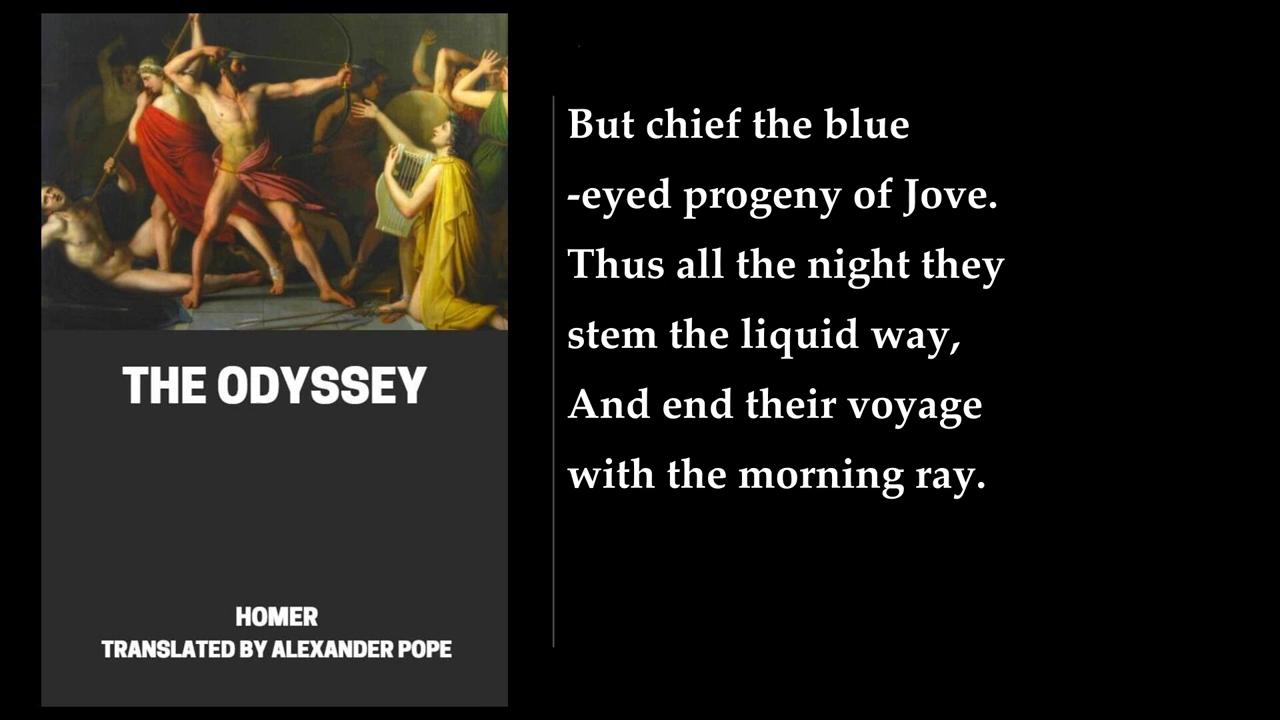 THE ODYSSEY
HOMER
TRANSLATED BY ALEXANDER POPE
But chief the blue
-eyed progeny of Jove.
Thus all the night they
stem the liquid way,
And end their voyage
with the morning ray.